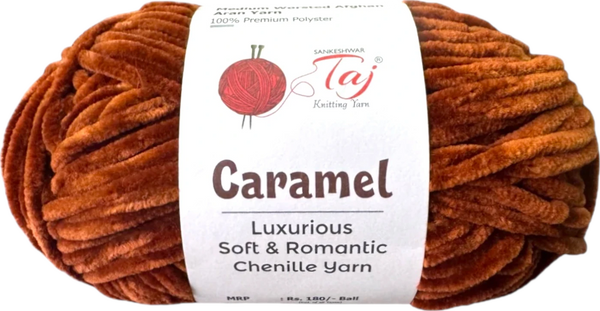 Medium Worsted Afghan
Aran Yarn
100% Premium Polyster
SANKESHWAR
Taj®
Knitting Yarn
Caramel
Luxurious
Soft & Romantic
Chenille Yarn
MRP : Rs. 180/- Ball